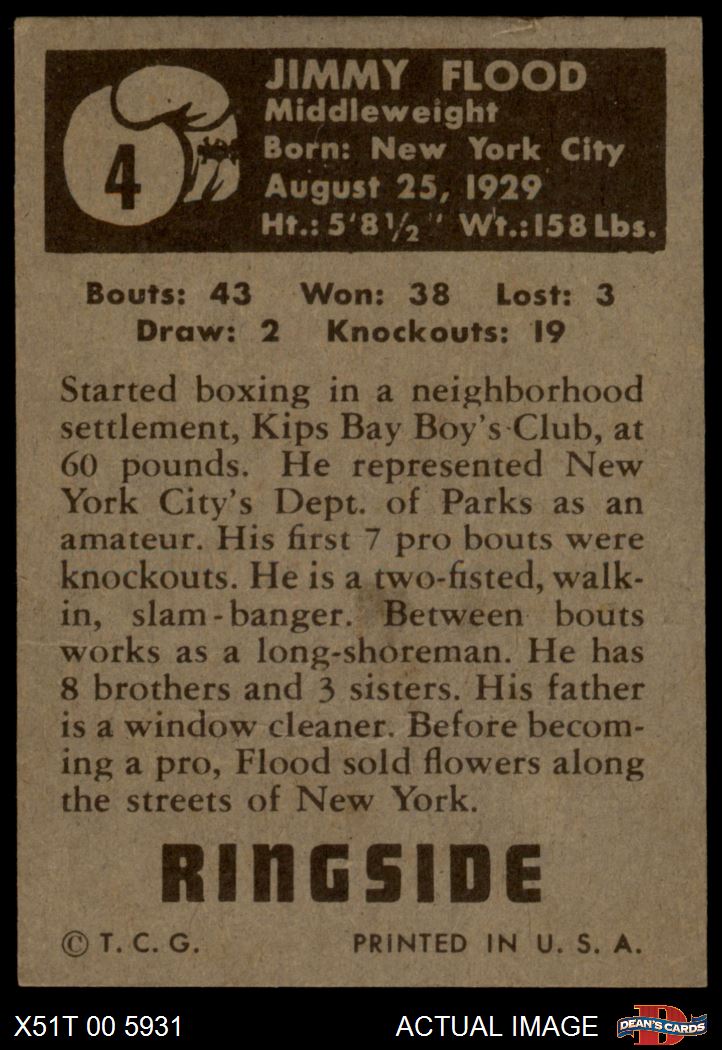 4
JIMMY FLOOD
Middleweight
Born: New York City
August 25, 1929
Ht.: 5'8½" Wt.:158 Lbs.
Bouts: 43 Won: 38 Lost: 3
Draw: 2 Knockouts: 19
Started boxing in a neighborhood
settlement, Kips Bay Boy's Club, at
60 pounds. He represented New
York City's Dept. of Parks as an
amateur. His first 7 pro bouts were
knockouts. He is a two-fisted, walk-
in, slam-banger. Between bouts
works as a long-shoreman. He has
8 brothers and 3 sisters. His father
is a window cleaner. Before becom-
ing a pro, Flood sold flowers along
the streets of New York.
RINGSIDE
© T. C. G. PRINTED IN U. S. A.
X51T 00 5931 ACTUAL IMAGE D DEAN'S CARDS